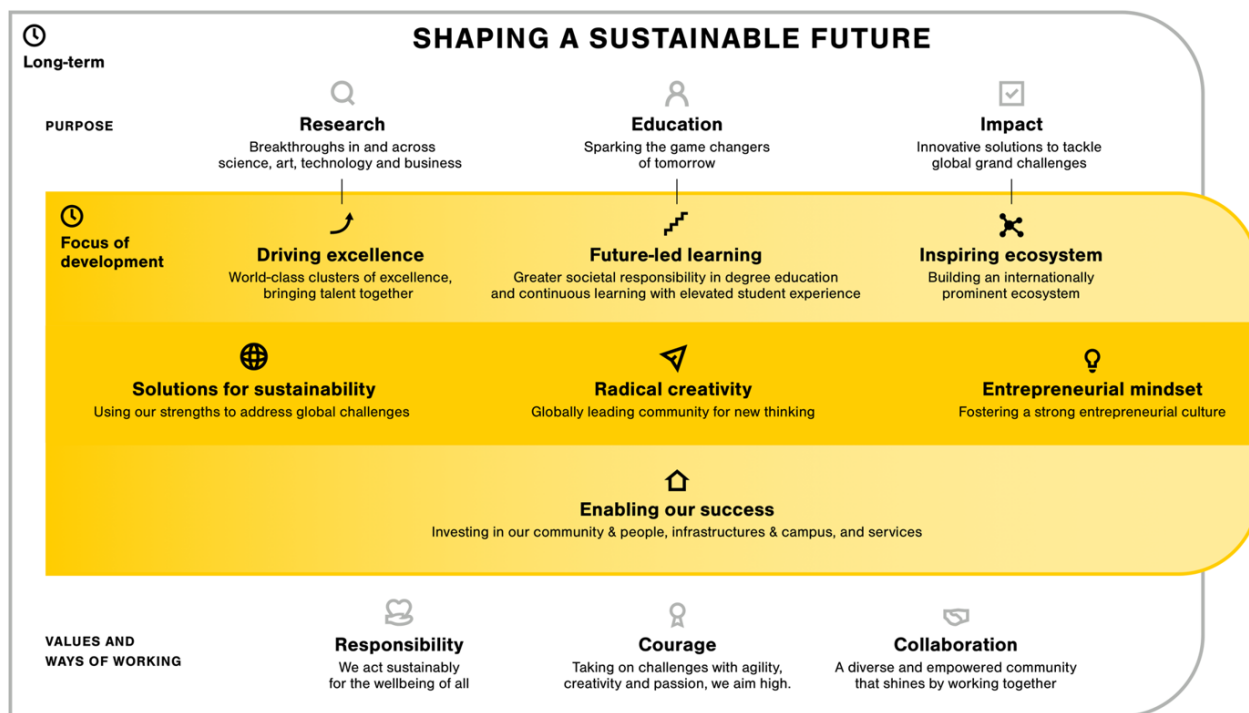 SHAPING A SUSTAINABLE FUTURE
Long-term
PURPOSE
Research
Breakthroughs in and across
science, art, technology and business
Education
Sparking the game changers
of tomorrow
Impact
Innovative solutions to tackle
global grand challenges
Focus of
development
Driving excellence
World-class clusters of excellence,
bringing talent together
Future-led learning
Greater societal responsibility in degree education
and continuous learning with elevated student experience
Inspiring ecosystem
Building an internationally
prominent ecosystem
Solutions for sustainability
Using our strengths to address global challenges
Radical creativity
Globally leading community for new thinking
Entrepreneurial mindset
Fostering a strong entrepreneurial culture
Enabling our success
Investing in our community & people, infrastructures & campus, and services
VALUES AND
WAYS OF WORKING
Responsibility
We act sustainably
for the wellbeing of all
Courage
Taking on challenges with agility,
creativity and passion, we aim high.
Collaboration
A diverse and empowered community
that shines by working together